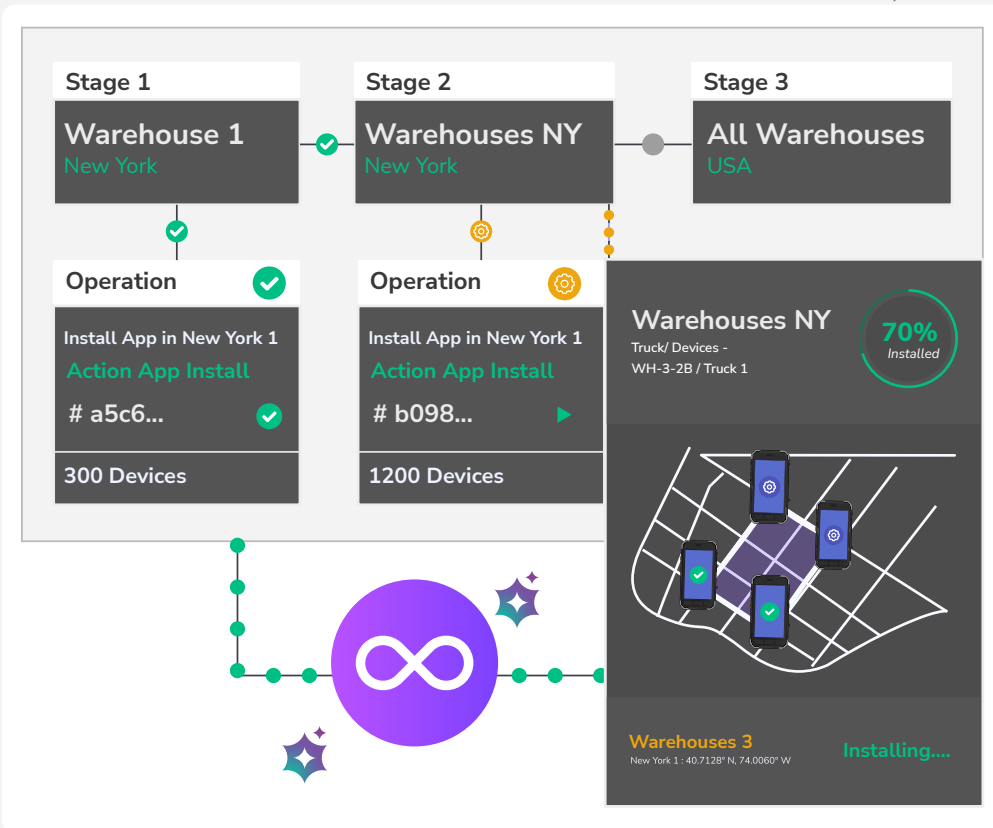 Stage 1
Warehouse 1
New York
Stage 2
Warehouses NY
New York
Stage 3
All Warehouses
USA
Operation
Install App in New York 1
Action App Install
# a5c6...
300 Devices
Operation
Install App in New York 1
Action App Install
# b098...
1200 Devices
Warehouses NY
Truck/ Devices -
WH-3-2B / Truck 1
70%
Installed
Warehouses 3
New York 1 : 40.7128° N, 74.0060° W
Installing....